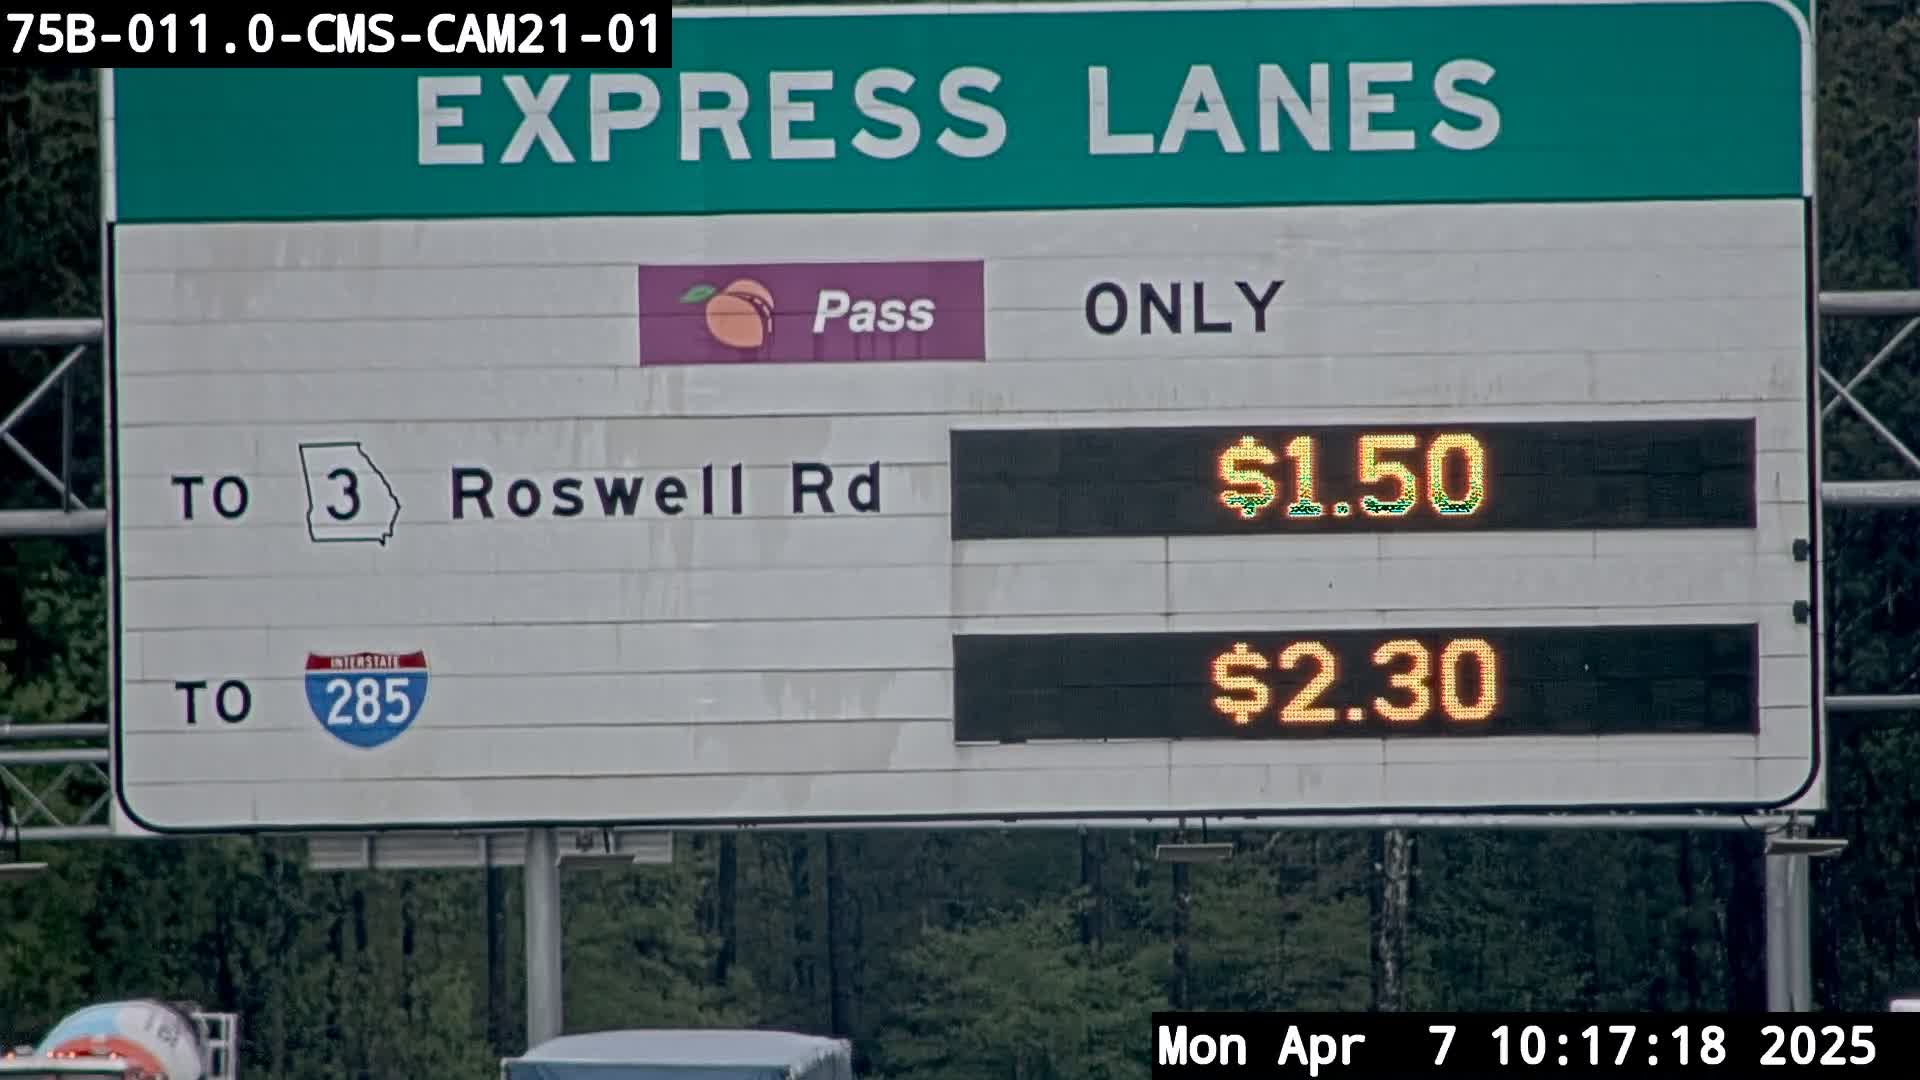 75B-011.0-CMS-CAM21-01
EXPRESS LANES
Pass ONLY
TO 3 Roswell Rd $1.50
INTERSTATE
TO 285 $2.30
Mon Apr 7 10:17:18 2025